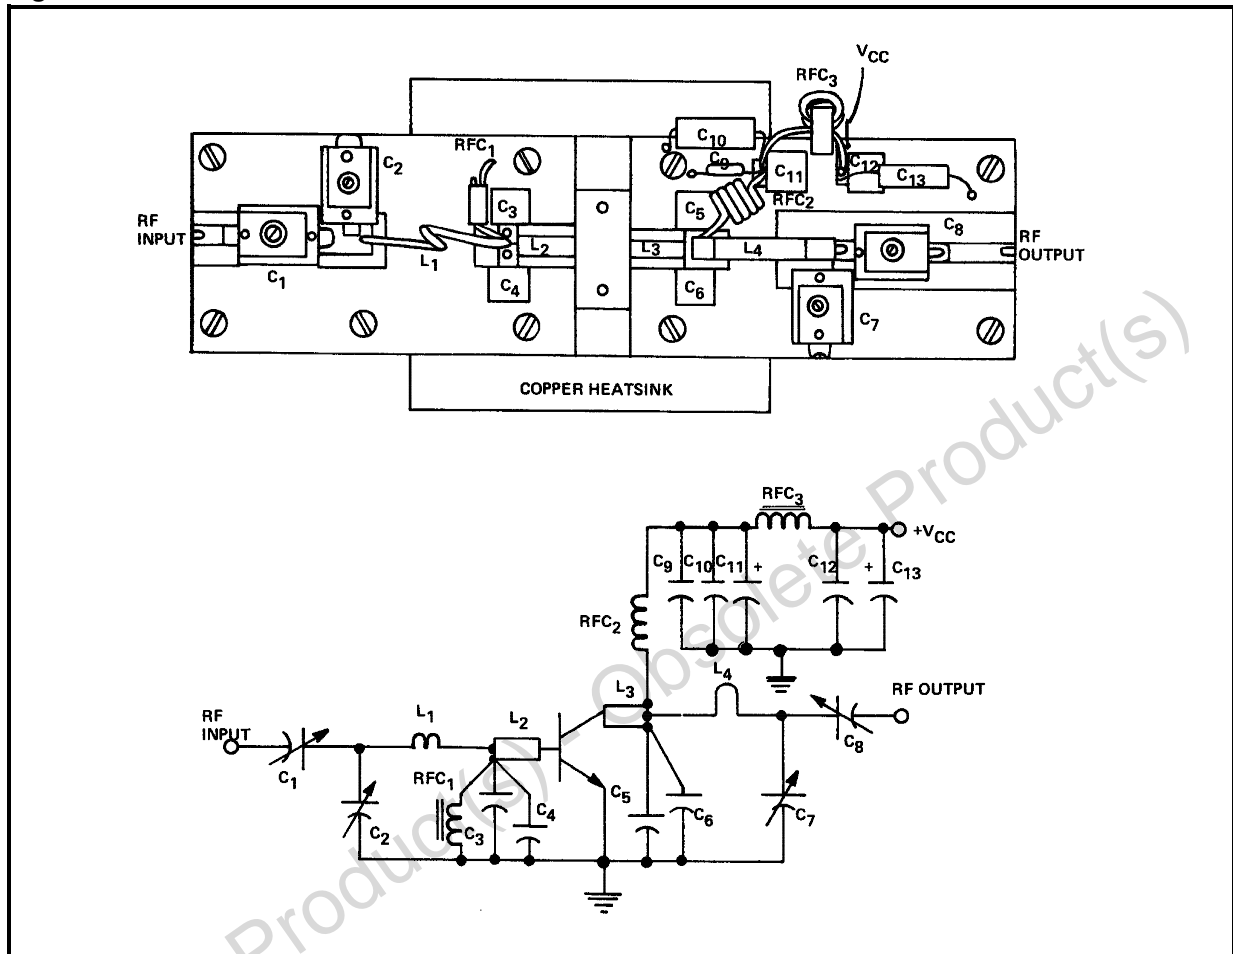 VCC
RFC3
C10
RFC1
C9
C2
C11
C12
C13
RFC2
C3
C5
RF
INPUT
C8
L2
L3
L4
RF
OUTPUT
L1
C1
C4
C6
C7
COPPER HEATSINK
RFC3
+VCC
C9
C10
C11
+
C12
+
C13
RFC2
L4
L3
RF OUTPUT
RF
INPUT
L1
L2
C8
C1
RFC1
C5
C4
C6
C7
C2
C3
Product(s) - Obsolete Product(s)